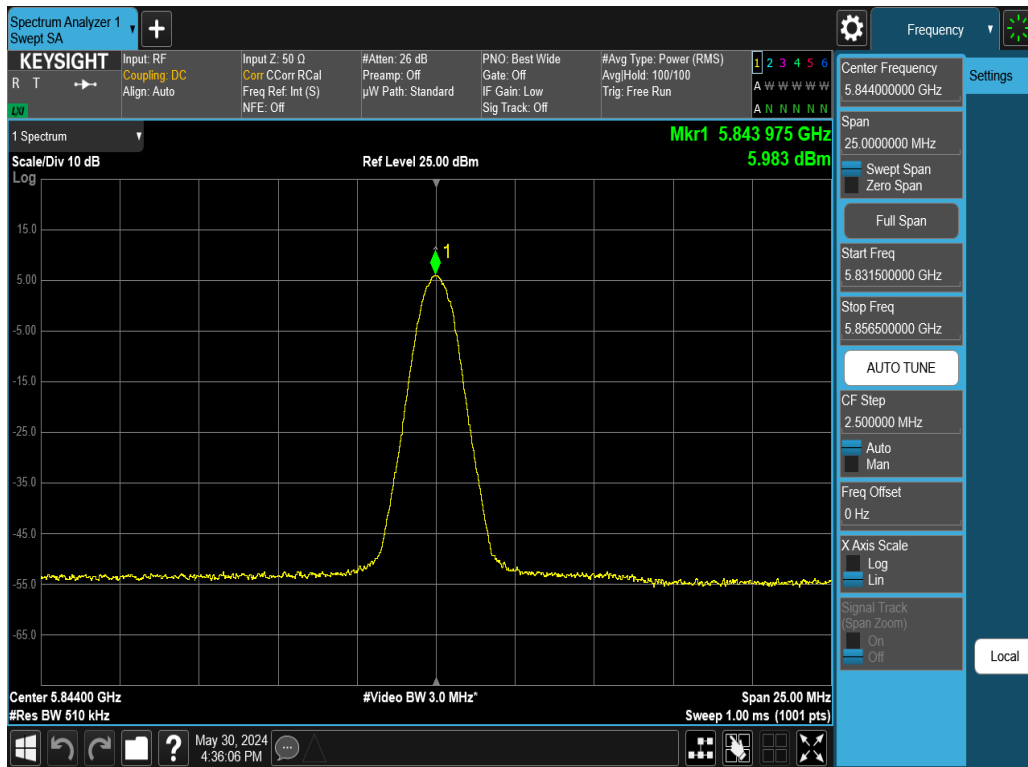 Spectrum Analyzer 1
Swept SA
+
Frequency
KEYSIGHT
R T
LXI
Input: RF
Coupling: DC
Align: Auto
Input Z: 50 Ω
Corr CCorr RCal
Freq Ref: Int (S)
NFE: Off
#Atten: 26 dB
Preamp: Off
µW Path: Standard
PNO: Best Wide
Gate: Off
IF Gain: Low
Sig Track: Off
#Avg Type: Power (RMS)
Avg|Hold: 100/100
Trig: Free Run
1 2 3 4 5 6
A W W W W W
A N N N N N
1 Spectrum
Scale/Div 10 dB
Log
Ref Level 25.00 dBm
Mkr1 5.843 975 GHz
5.983 dBm
15.0
5.00
-5.00
-15.0
-25.0
-35.0
-45.0
-55.0
-65.0
1
Center 5.84400 GHz
#Res BW 510 kHz
#Video BW 3.0 MHz*
Span 25.00 MHz
Sweep 1.00 ms (1001 pts)
Center Frequency
5.844000000 GHz
Span
25.0000000 MHz
Swept Span
Zero Span
Full Span
Start Freq
5.831500000 GHz
Stop Freq
5.856500000 GHz
AUTO TUNE
CF Step
2.500000 MHz
Auto
Man
Freq Offset
0 Hz
X Axis Scale
Log
Lin
Signal Track
(Span Zoom)
On
Off
Settings
Local
?
May 30, 2024
4:36:06 PM